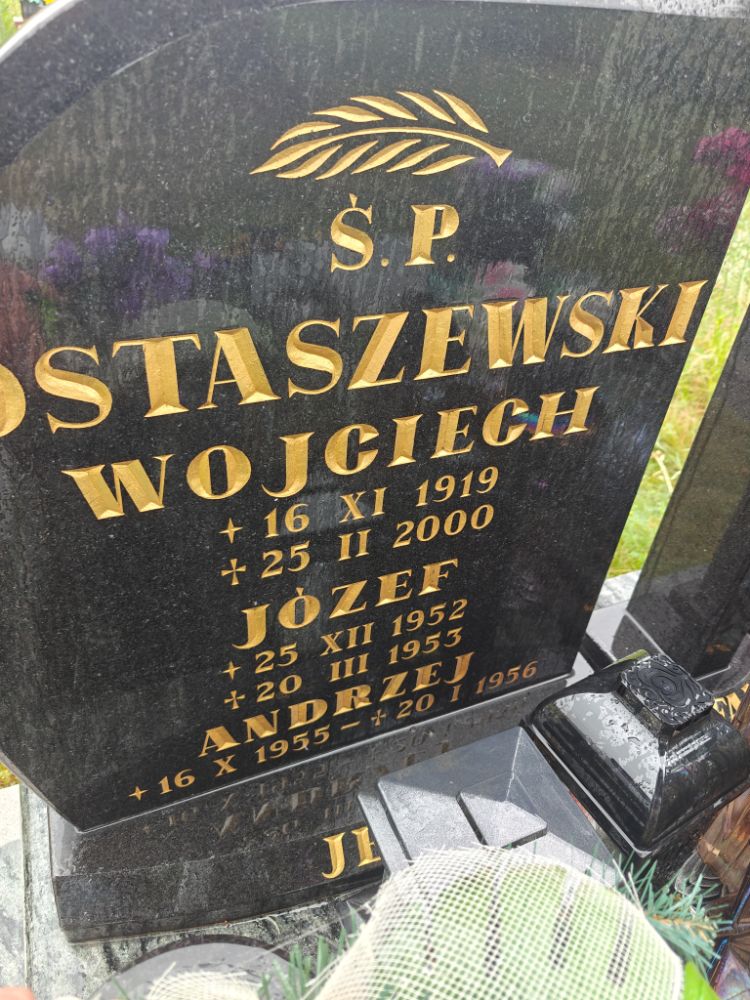 Ś. P.
OSTASZEWSKI
WOJCIECH
+ 16 XI 1919
✝ 25 II 2000
JÓZEF
+ 25 XII 1952
✝ 20 III 1953
ANDRZEJ
+ 16 X 1955 – ✝ 20 I 1956